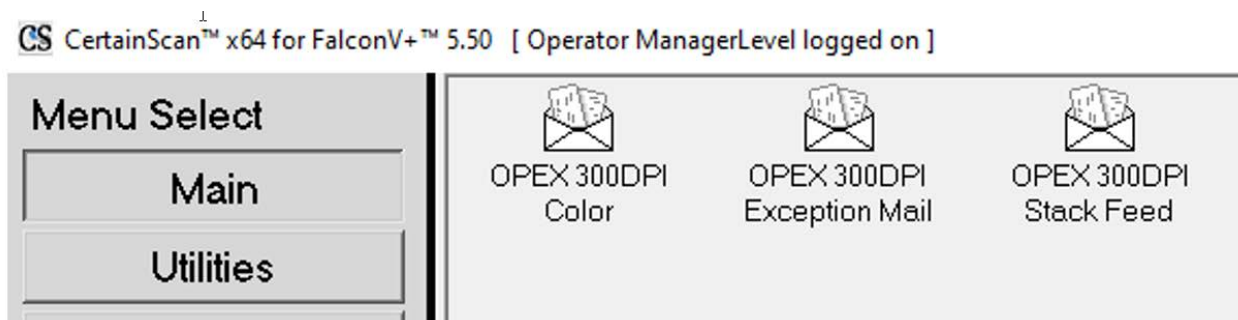 CS CertainScan™ x64 for FalconV+™ 5.50 [ Operator ManagerLevel logged on ]
Menu Select
Main
Utilities
OPEX 300DPI
Color
OPEX 300DPI
Exception Mail
OPEX 300DPI
Stack Feed